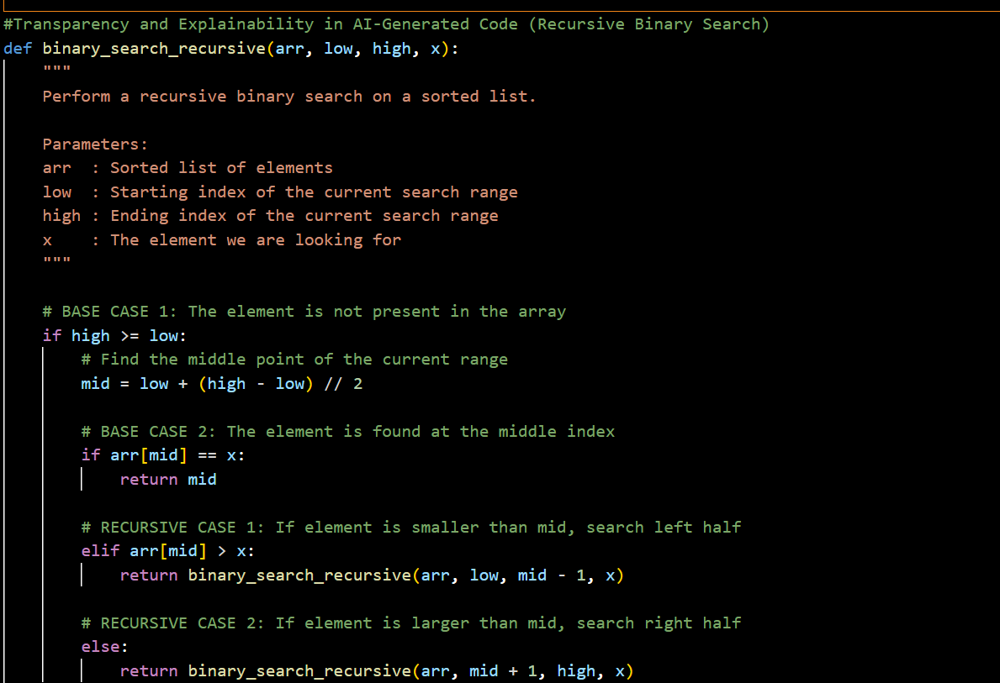 #Transparency and Explainability in AI-Generated Code (Recursive Binary Search)
def binary_search_recursive(arr, low, high, x):
    """
    Perform a recursive binary search on a sorted list.

    Parameters:
    arr  : Sorted list of elements
    low  : Starting index of the current search range
    high : Ending index of the current search range
    x    : The element we are looking for
    """

    # BASE CASE 1: The element is not present in the array
    if high >= low:
        # Find the middle point of the current range
        mid = low + (high - low) // 2

        # BASE CASE 2: The element is found at the middle index
        if arr[mid] == x:
            return mid

        # RECURSIVE CASE 1: If element is smaller than mid, search left half
        elif arr[mid] > x:
            return binary_search_recursive(arr, low, mid - 1, x)

        # RECURSIVE CASE 2: If element is larger than mid, search right half
        else:
            return binary_search_recursive(arr, mid + 1, high, x)